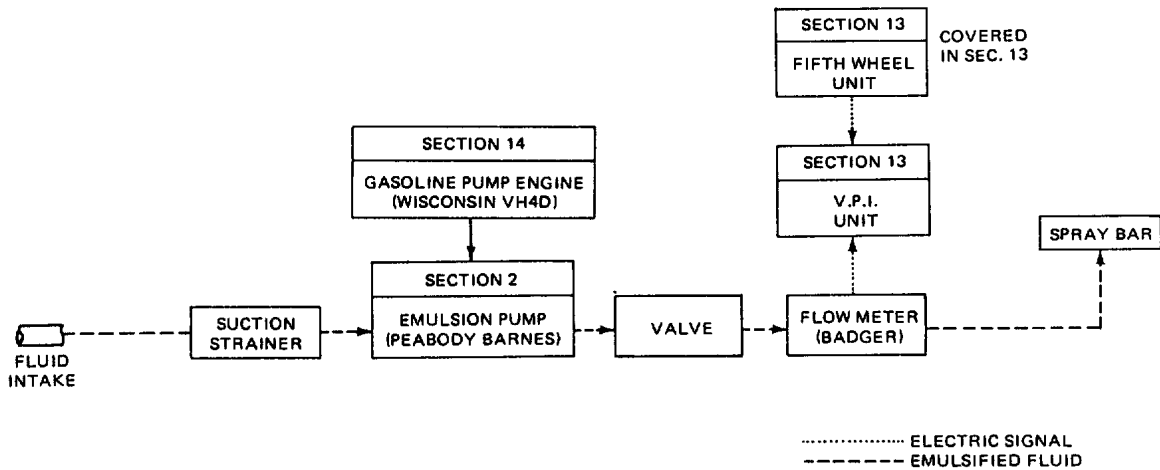 SECTION 13
FIFTH WHEEL
UNIT
COVERED
IN SEC. 13
SECTION 14
GASOLINE PUMP ENGINE
(WISCONSIN VH4D)
SECTION 13
V.P.I.
UNIT
SPRAY BAR
SECTION 2
EMULSION PUMP
(PEABODY BARNES)
SUCTION
STRAINER
VALVE
FLOW METER
(BADGER)
FLUID
INTAKE
ELECTRIC SIGNAL
EMULSIFIED FLUID